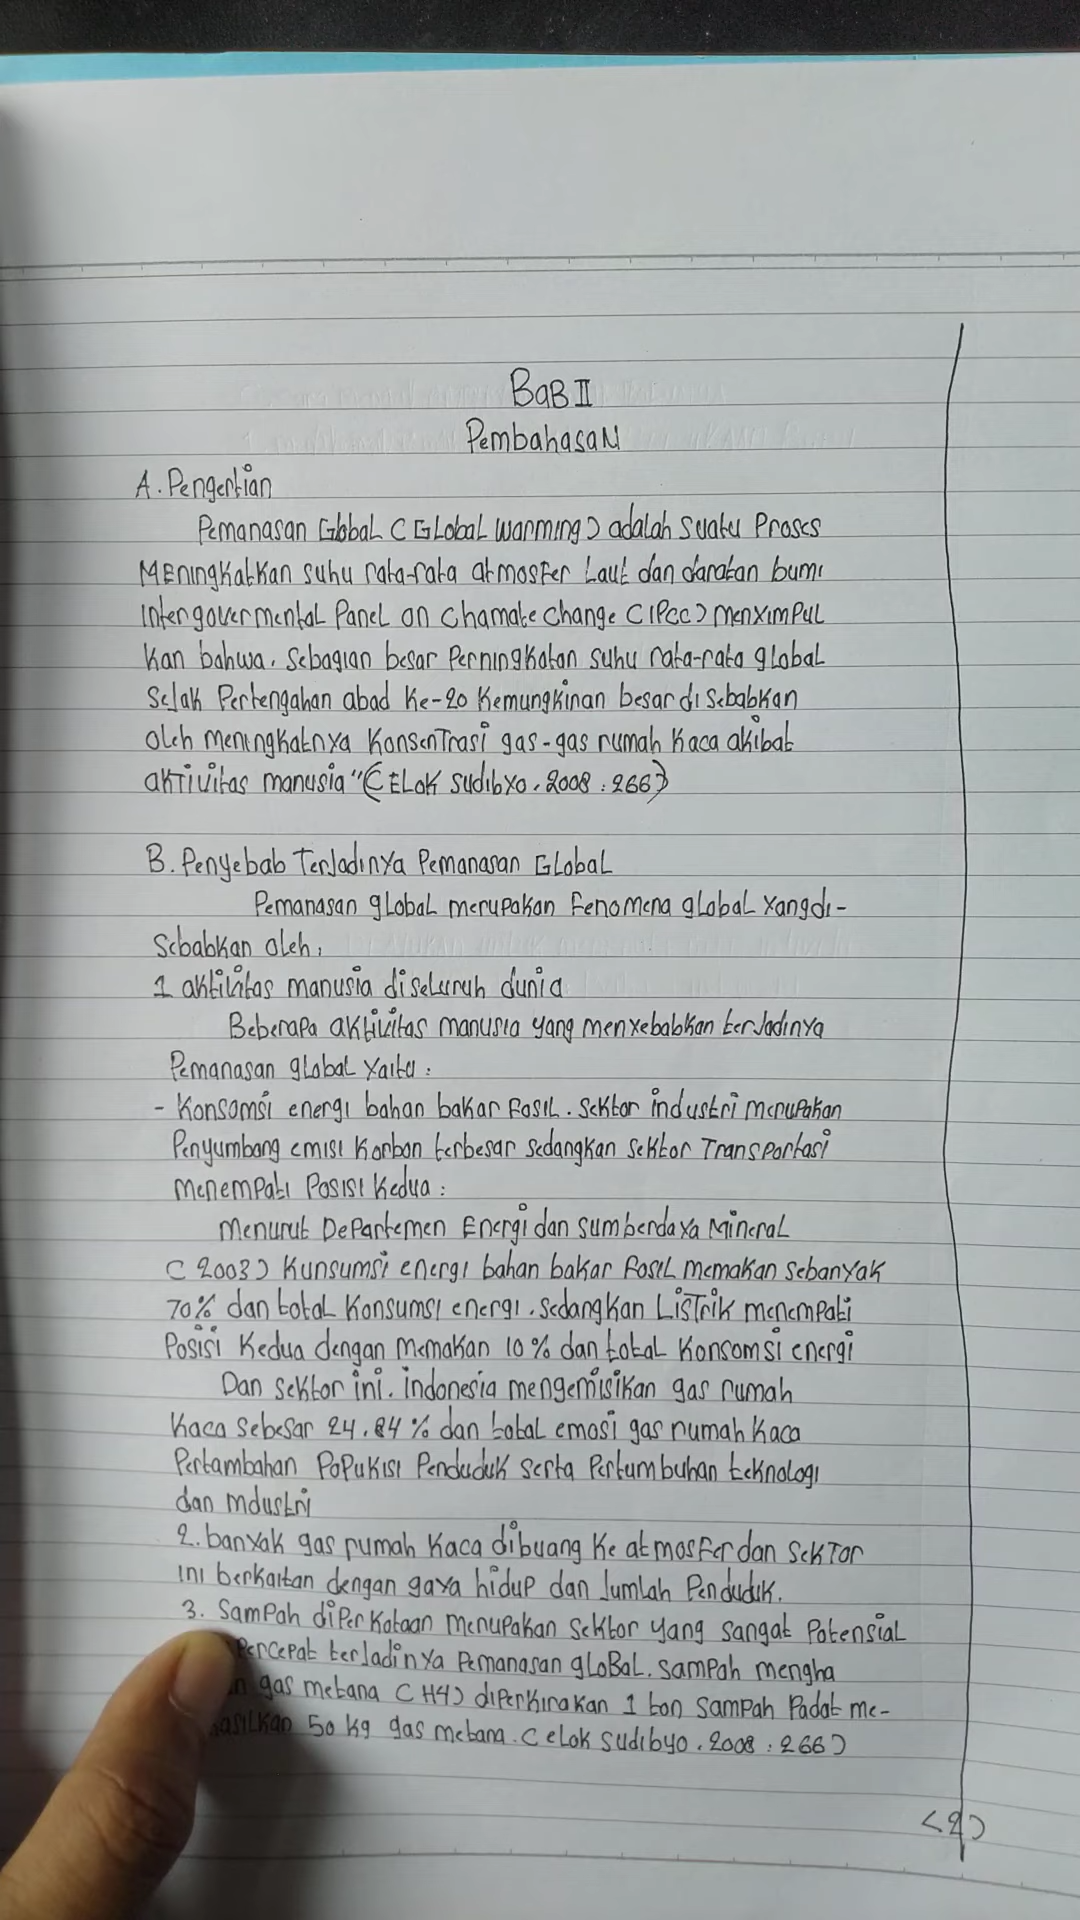 Bab II
Pembahasan
A. Pengertian
Pemanasan Global (Global Warming) adalah suatu proses
Meningkatkan suhu rata-rata atmosfer Laut dan daratan bumi
Intergovermental Panel on Chamate change (IPCC) menyimpul
kan bahwa. sebagian besar Perningkatan suhu rata-rata global
Sejak Pertengahan abad Ke-20 Kemungkinan besar disebabkan
oleh meningkatnya Konsentrasi gas-gas rumah Kaca akibat
aktivitas manusia" (ELOK Sudibyo. 2008 : 266)
B. Penyebab Terjadinya Pemanasan Global
Pemanasan global merupakan Fenomena global yang di-
Sebabkan oleh:
1 aktivitas manusia diseluruh dunia
Beberapa aktivitas manusia yang menyebabkan terjadinya
Pemanasan global yaitu :
- Konsomsi energi bahan bakar Fosil. Sektor industri merupakan
Penyumbang emisi Karbon terbesar sedangkan Sektor Transportasi
menempati Posisi Kedua :
menurut Departemen Energi dan sumberdaya Mineral
(2003) Kunsumsi energi bahan bakar Fosil memakan sebanyak
70% dan total Konsumsi energi. sedangkan Listrik menempati
Posisi Kedua dengan memakan 10% dan total Konsomsi energi
Dan sektor ini. indonesia mengemisikan gas rumah
Kaca sebesar 24.84% dan total emosi gas rumah Kaca
Pertambahan Popukisi Penduduk serta Pertumbuhan teknologi
dan mdustri
2. banyak gas rumah Kaca dibuang Ke atmosfer dan Sektor
ini berkaitan dengan gaya hidup dan Jumlah Penduduk.
3. Sampah diperkotaan merupakan Sektor yang sangat Potensial
percepat terjadinya Pemanasan global. sampah mengha
n gas metana (H4) diperkirakan 1 ton Sampah Padat me-
asilkan 50 kg gas metana. (elok sudibyo. 2008 : 266)
<2)